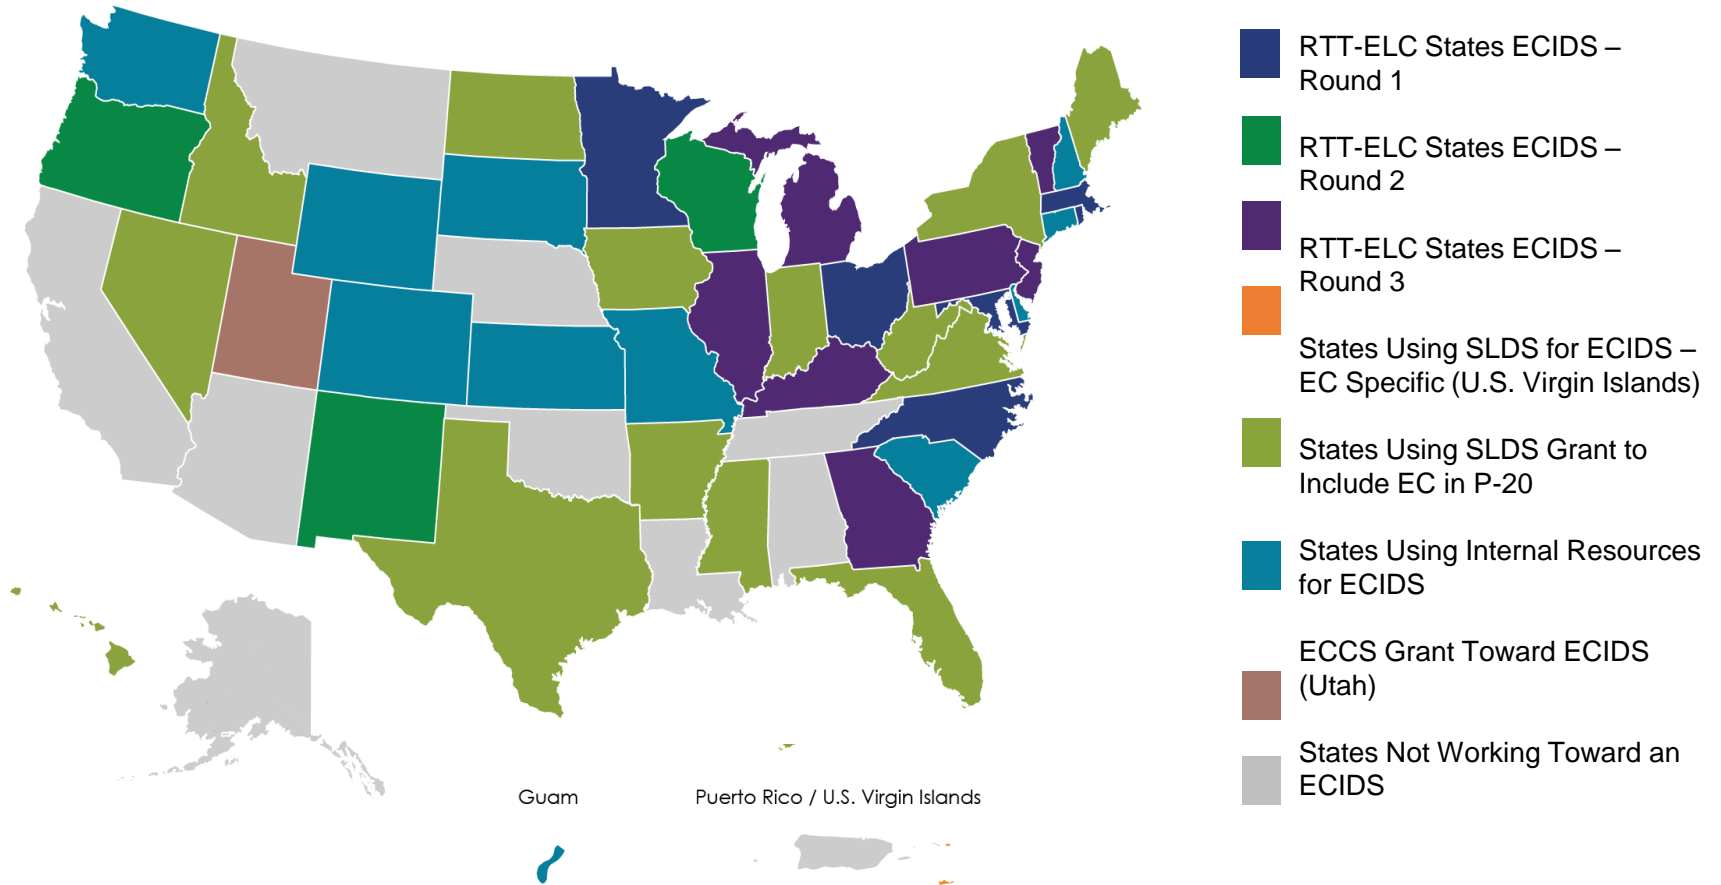 RTT-ELC States ECIDS –
Round 1
RTT-ELC States ECIDS –
Round 2
RTT-ELC States ECIDS –
Round 3
States Using SLDS for ECIDS –
EC Specific (U.S. Virgin Islands)
States Using SLDS Grant to
Include EC in P-20
States Using Internal Resources
for ECIDS
ECCS Grant Toward ECIDS
(Utah)
States Not Working Toward an
ECIDS
Guam
Puerto Rico / U.S. Virgin Islands